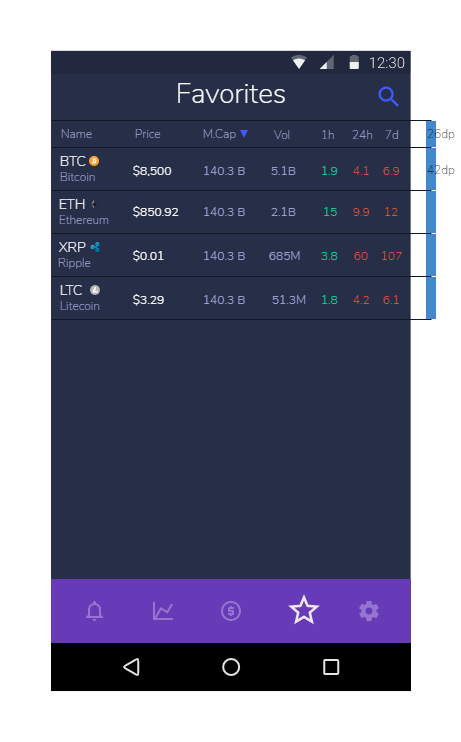 12:30
Favorites
Name Price M.Cap ▼ Vol 1h 24h 7d 26dp
BTC
Bitcoin $8,500 140.3 B 5.1B 1.9 4.1 6.9 42dp
ETH
Ethereum $850.92 140.3 B 2.1B 15 9.9 12
XRP
Ripple $0.01 140.3 B 685M 3.8 60 107
LTC
Litecoin $3.29 140.3 B 51.3M 1.8 4.2 6.1